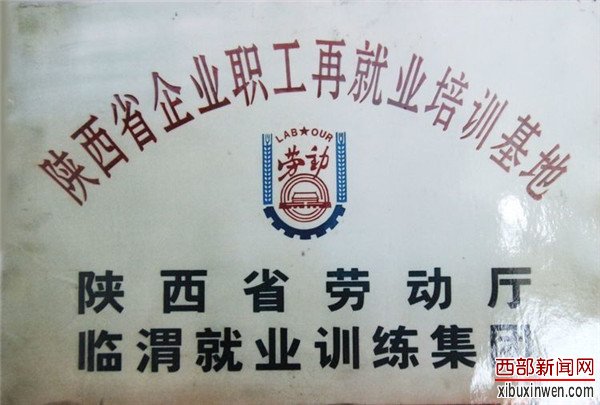 陕西省企业职工再就业培训基地
LAB★OUR
劳动
陕西省劳动厅
临渭就业训练集团
西部新闻网
xibuxinwen.com